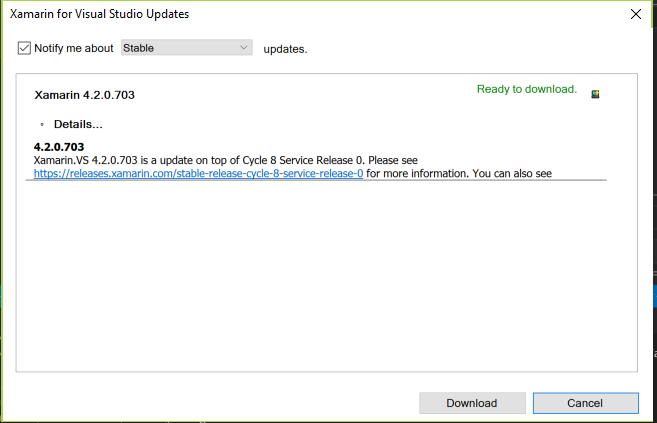 Xamarin for Visual Studio Updates
Notify me about Stable updates.
Xamarin 4.2.0.703 Ready to download.
Details...
4.2.0.703
Xamarin.VS 4.2.0.703 is a update on top of Cycle 8 Service Release 0. Please see
https://releases.xamarin.com/stable-release-cycle-8-service-release-0 for more information. You can also see
Download Cancel